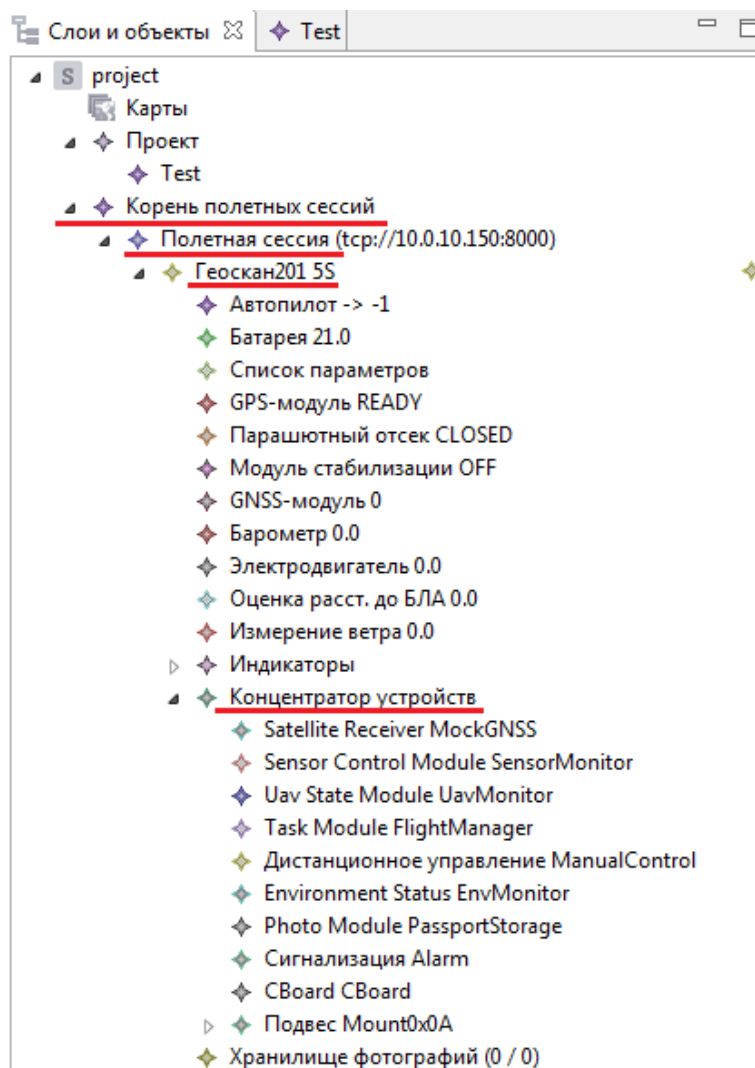 Слои и объекты Test
S project
Карты
Проект
Test
Корень полетных сессий
Полетная сессия (tcp://10.0.10.150:8000)
Геоскан201 5S
Автопилот -> -1
Батарея 21.0
Список параметров
GPS-модуль READY
Парашютный отсек CLOSED
Модуль стабилизации OFF
GNSS-модуль 0
Барометр 0.0
Электродвигатель 0.0
Оценка расст. до БЛА 0.0
Измерение ветра 0.0
Индикаторы
Концентратор устройств
Satellite Receiver MockGNSS
Sensor Control Module SensorMonitor
Uav State Module UavMonitor
Task Module FlightManager
Дистанционное управление ManualControl
Environment Status EnvMonitor
Photo Module PassportStorage
Сигнализация Alarm
CBoard CBoard
Подвес Mount0x0A
Хранилище фотографий (0 / 0)